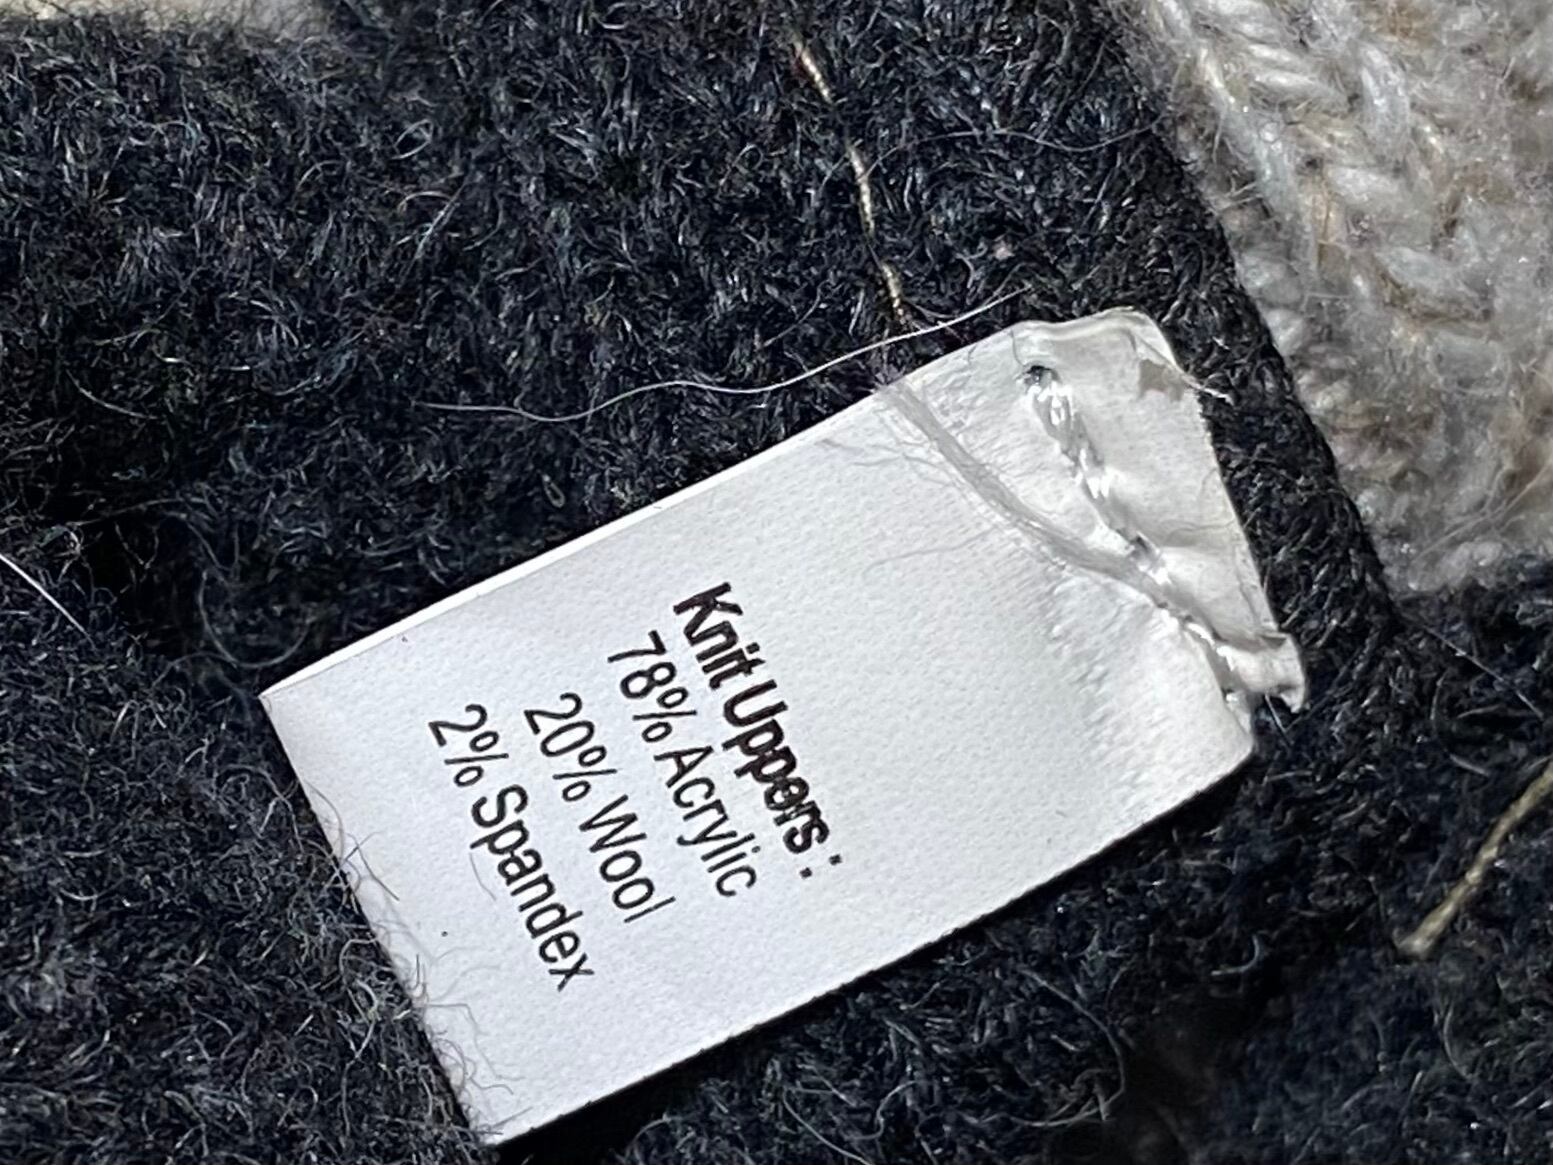 Knit Uppers :
78% Acrylic
20% Wool
2% Spandex